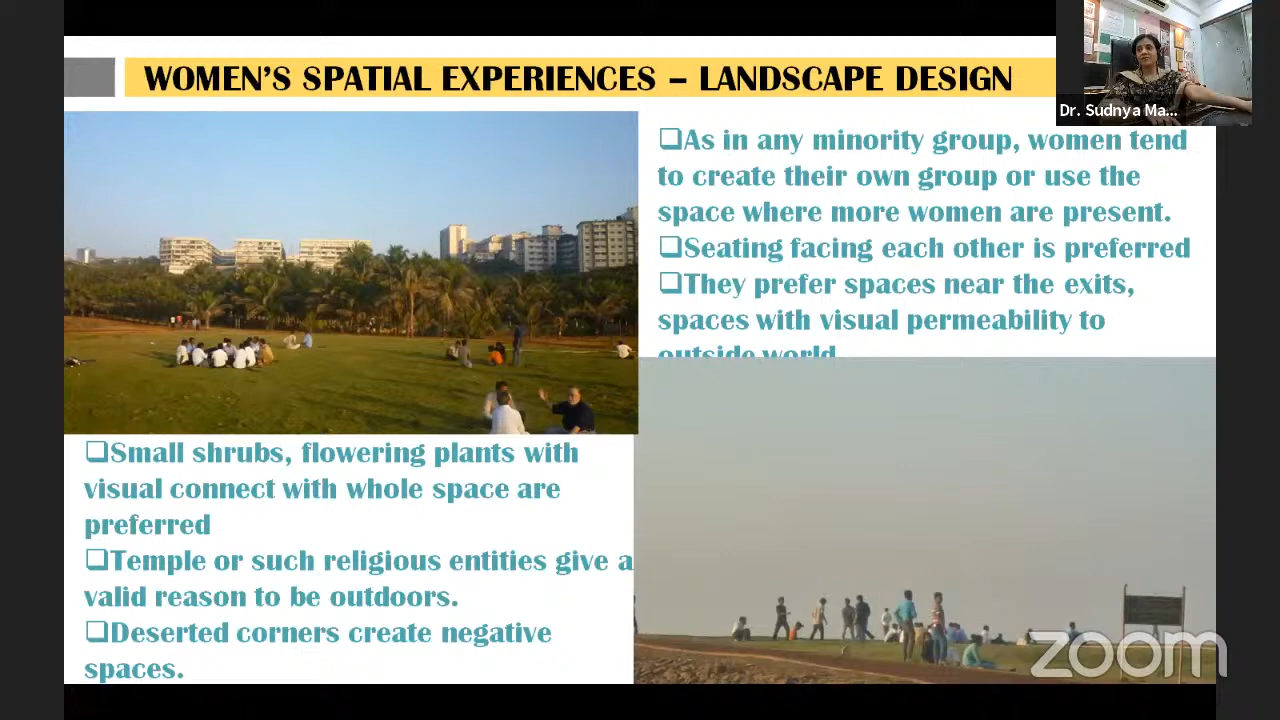 WOMEN'S SPATIAL EXPERIENCES – LANDSCAPE DESIGN
Dr. Sudnya Ma...
❑As in any minority group, women tend
to create their own group or use the
space where more women are present.
❑Seating facing each other is preferred
❑They prefer spaces near the exits,
spaces with visual permeability to
outside world
❑Small shrubs, flowering plants with
visual connect with whole space are
preferred
❑Temple or such religious entities give a
valid reason to be outdoors.
❑Deserted corners create negative
spaces.
zoom